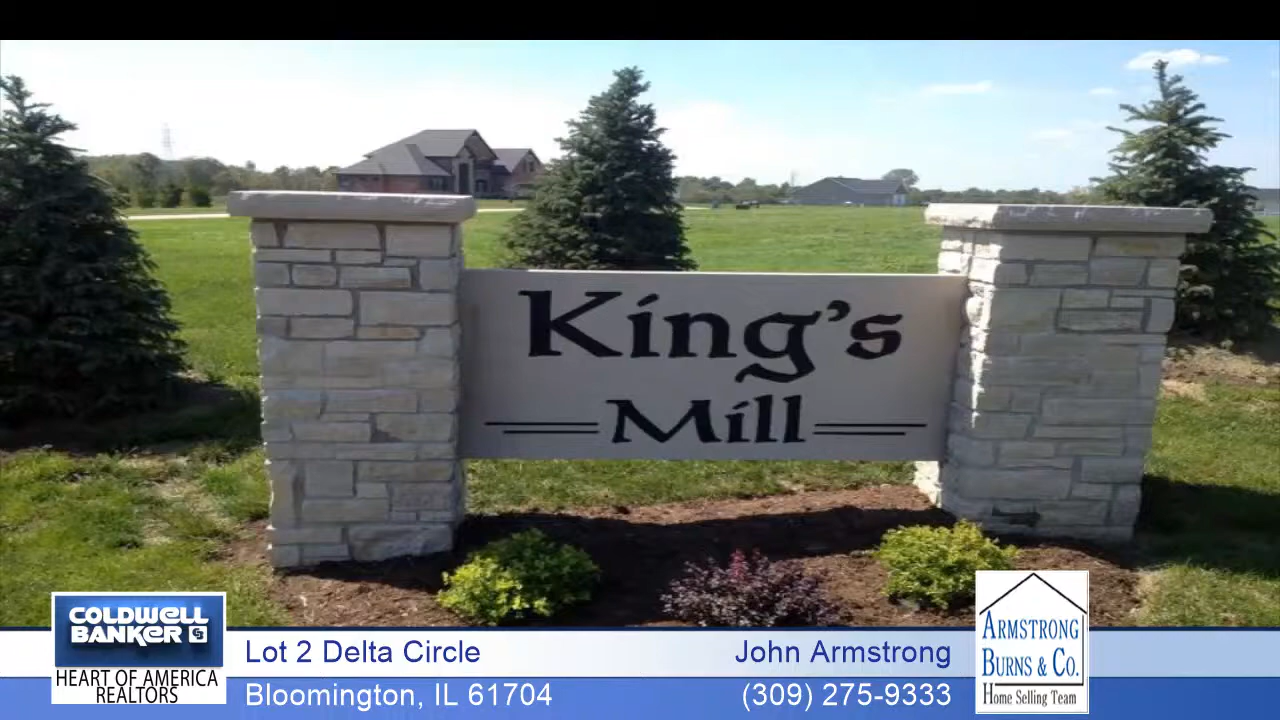 King's
Mill
COLDWELL
BANKER
HEART OF AMERICA
REALTORS
Lot 2 Delta Circle
Bloomington, IL 61704
John Armstrong
(309) 275-9333
ARMSTRONG
BURNS & CO.
Home Selling Team